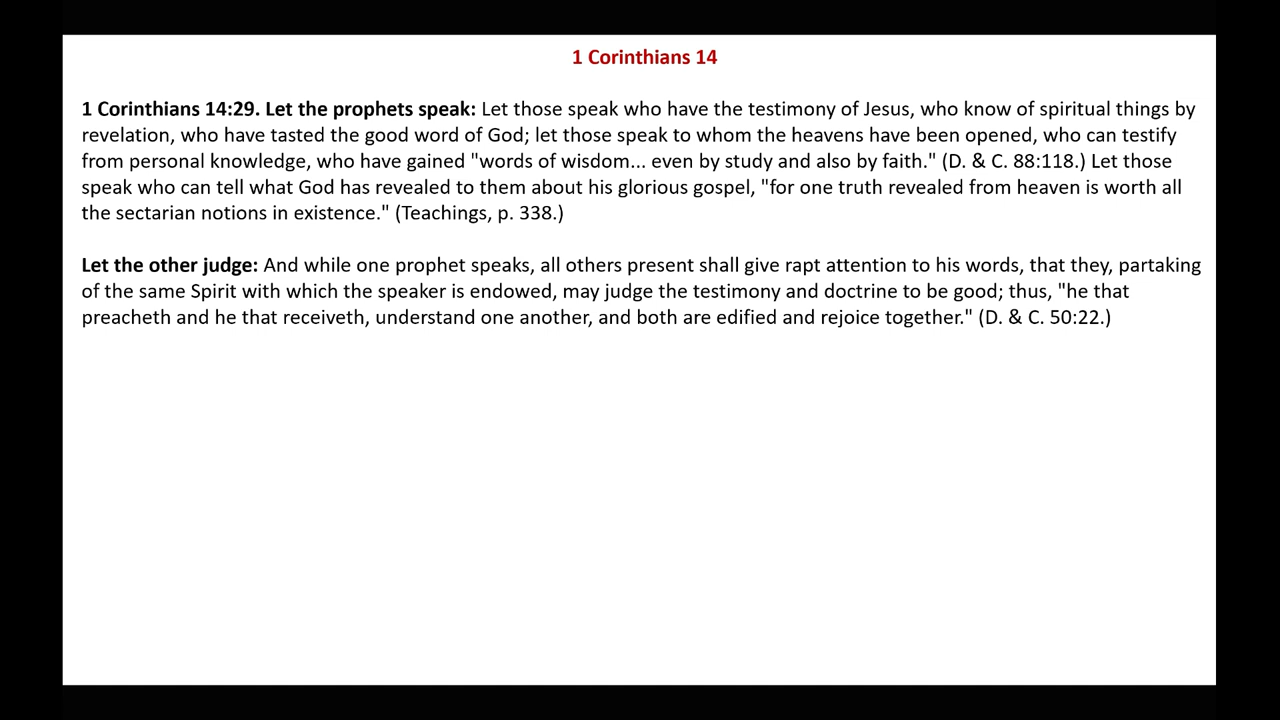 1 Corinthians 14
1 Corinthians 14:29. Let the prophets speak: Let those speak who have the testimony of Jesus, who know of spiritual things by
revelation, who have tasted the good word of God; let those speak to whom the heavens have been opened, who can testify
from personal knowledge, who have gained "words of wisdom... even by study and also by faith." (D. & C. 88:118.) Let those
speak who can tell what God has revealed to them about his glorious gospel, "for one truth revealed from heaven is worth all
the sectarian notions in existence." (Teachings, p. 338.)
Let the other judge: And while one prophet speaks, all others present shall give rapt attention to his words, that they, partaking
of the same Spirit with which the speaker is endowed, may judge the testimony and doctrine to be good; thus, "he that
preacheth and he that receiveth, understand one another, and both are edified and rejoice together." (D. & C. 50:22.)